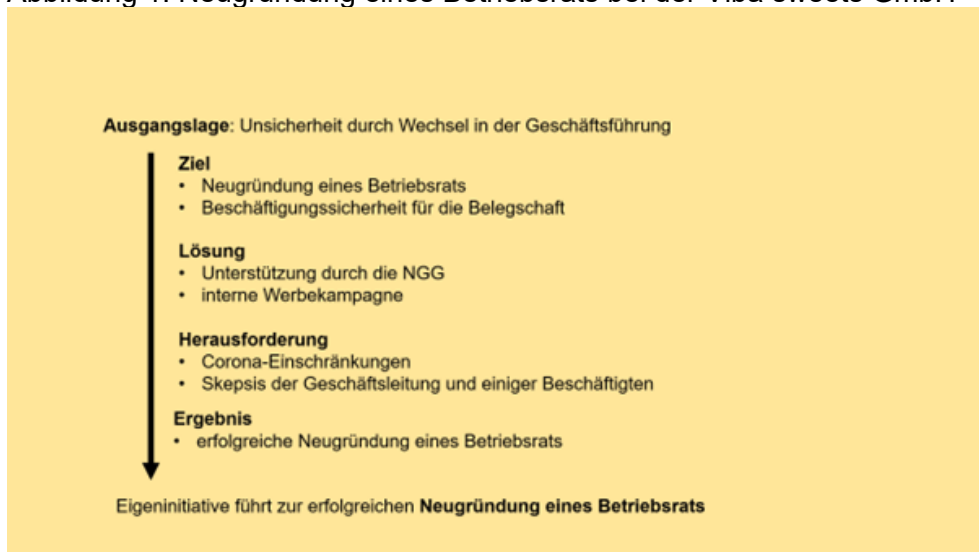 Abbildung Neugründung eines Betriebsrats bei der Viba sweets GmbH
Ausgangslage: Unsicherheit durch Wechsel in der Geschäftsführung
Ziel
• Neugründung eines Betriebsrats
• Beschäftigungssicherheit für die Belegschaft
Lösung
• Unterstützung durch die NGG
• interne Werbekampagne
Herausforderung
• Corona-Einschränkungen
• Skepsis der Geschäftsleitung und einiger Beschäftigten
Ergebnis
• erfolgreiche Neugründung eines Betriebsrats
Eigeninitiative führt zur erfolgreichen Neugründung eines Betriebsrats